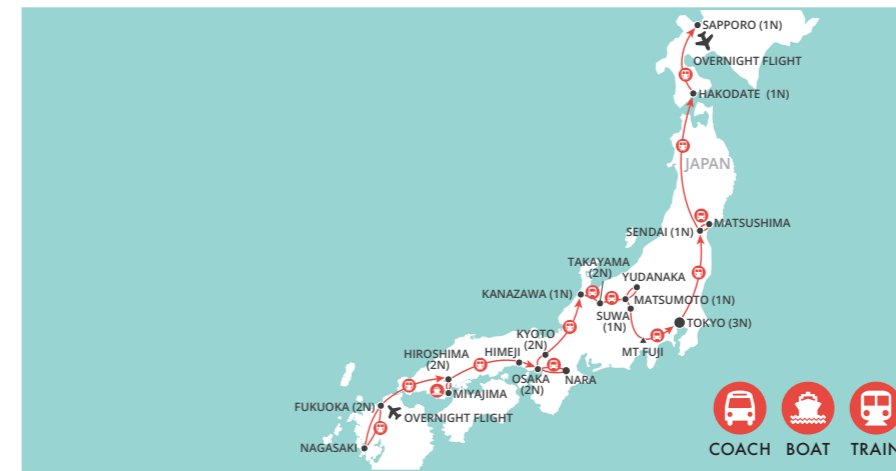 SAPPORO (1N)
OVERNIGHT FLIGHT
HAKODATE (1N)
JAPAN
MATSUSHIMA
SENDAI (1N)
TAKAYAMA
(2N)
YUDANAKA
KANAZAWA (1N)
MATSUMOTO (1N)
SUWA
(1N)
TOKYO (3N)
KYOTO
(2N)
MT FUJI
HIROSHIMA
(2N)
HIMEJI
OSAKA
(2N)
NARA
MIYAJIMA
FUKUOKA (2N)
OVERNIGHT FLIGHT
NAGASAKI
COACH BOAT TRAIN